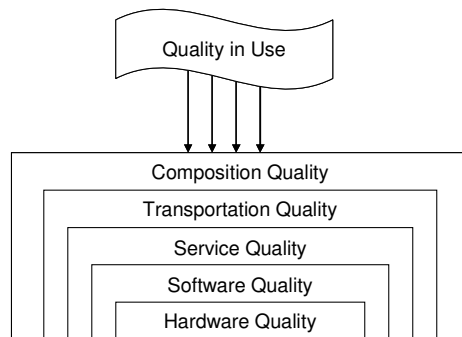 Quality in Use
Composition Quality
Transportation Quality
Service Quality
Software Quality
Hardware Quality